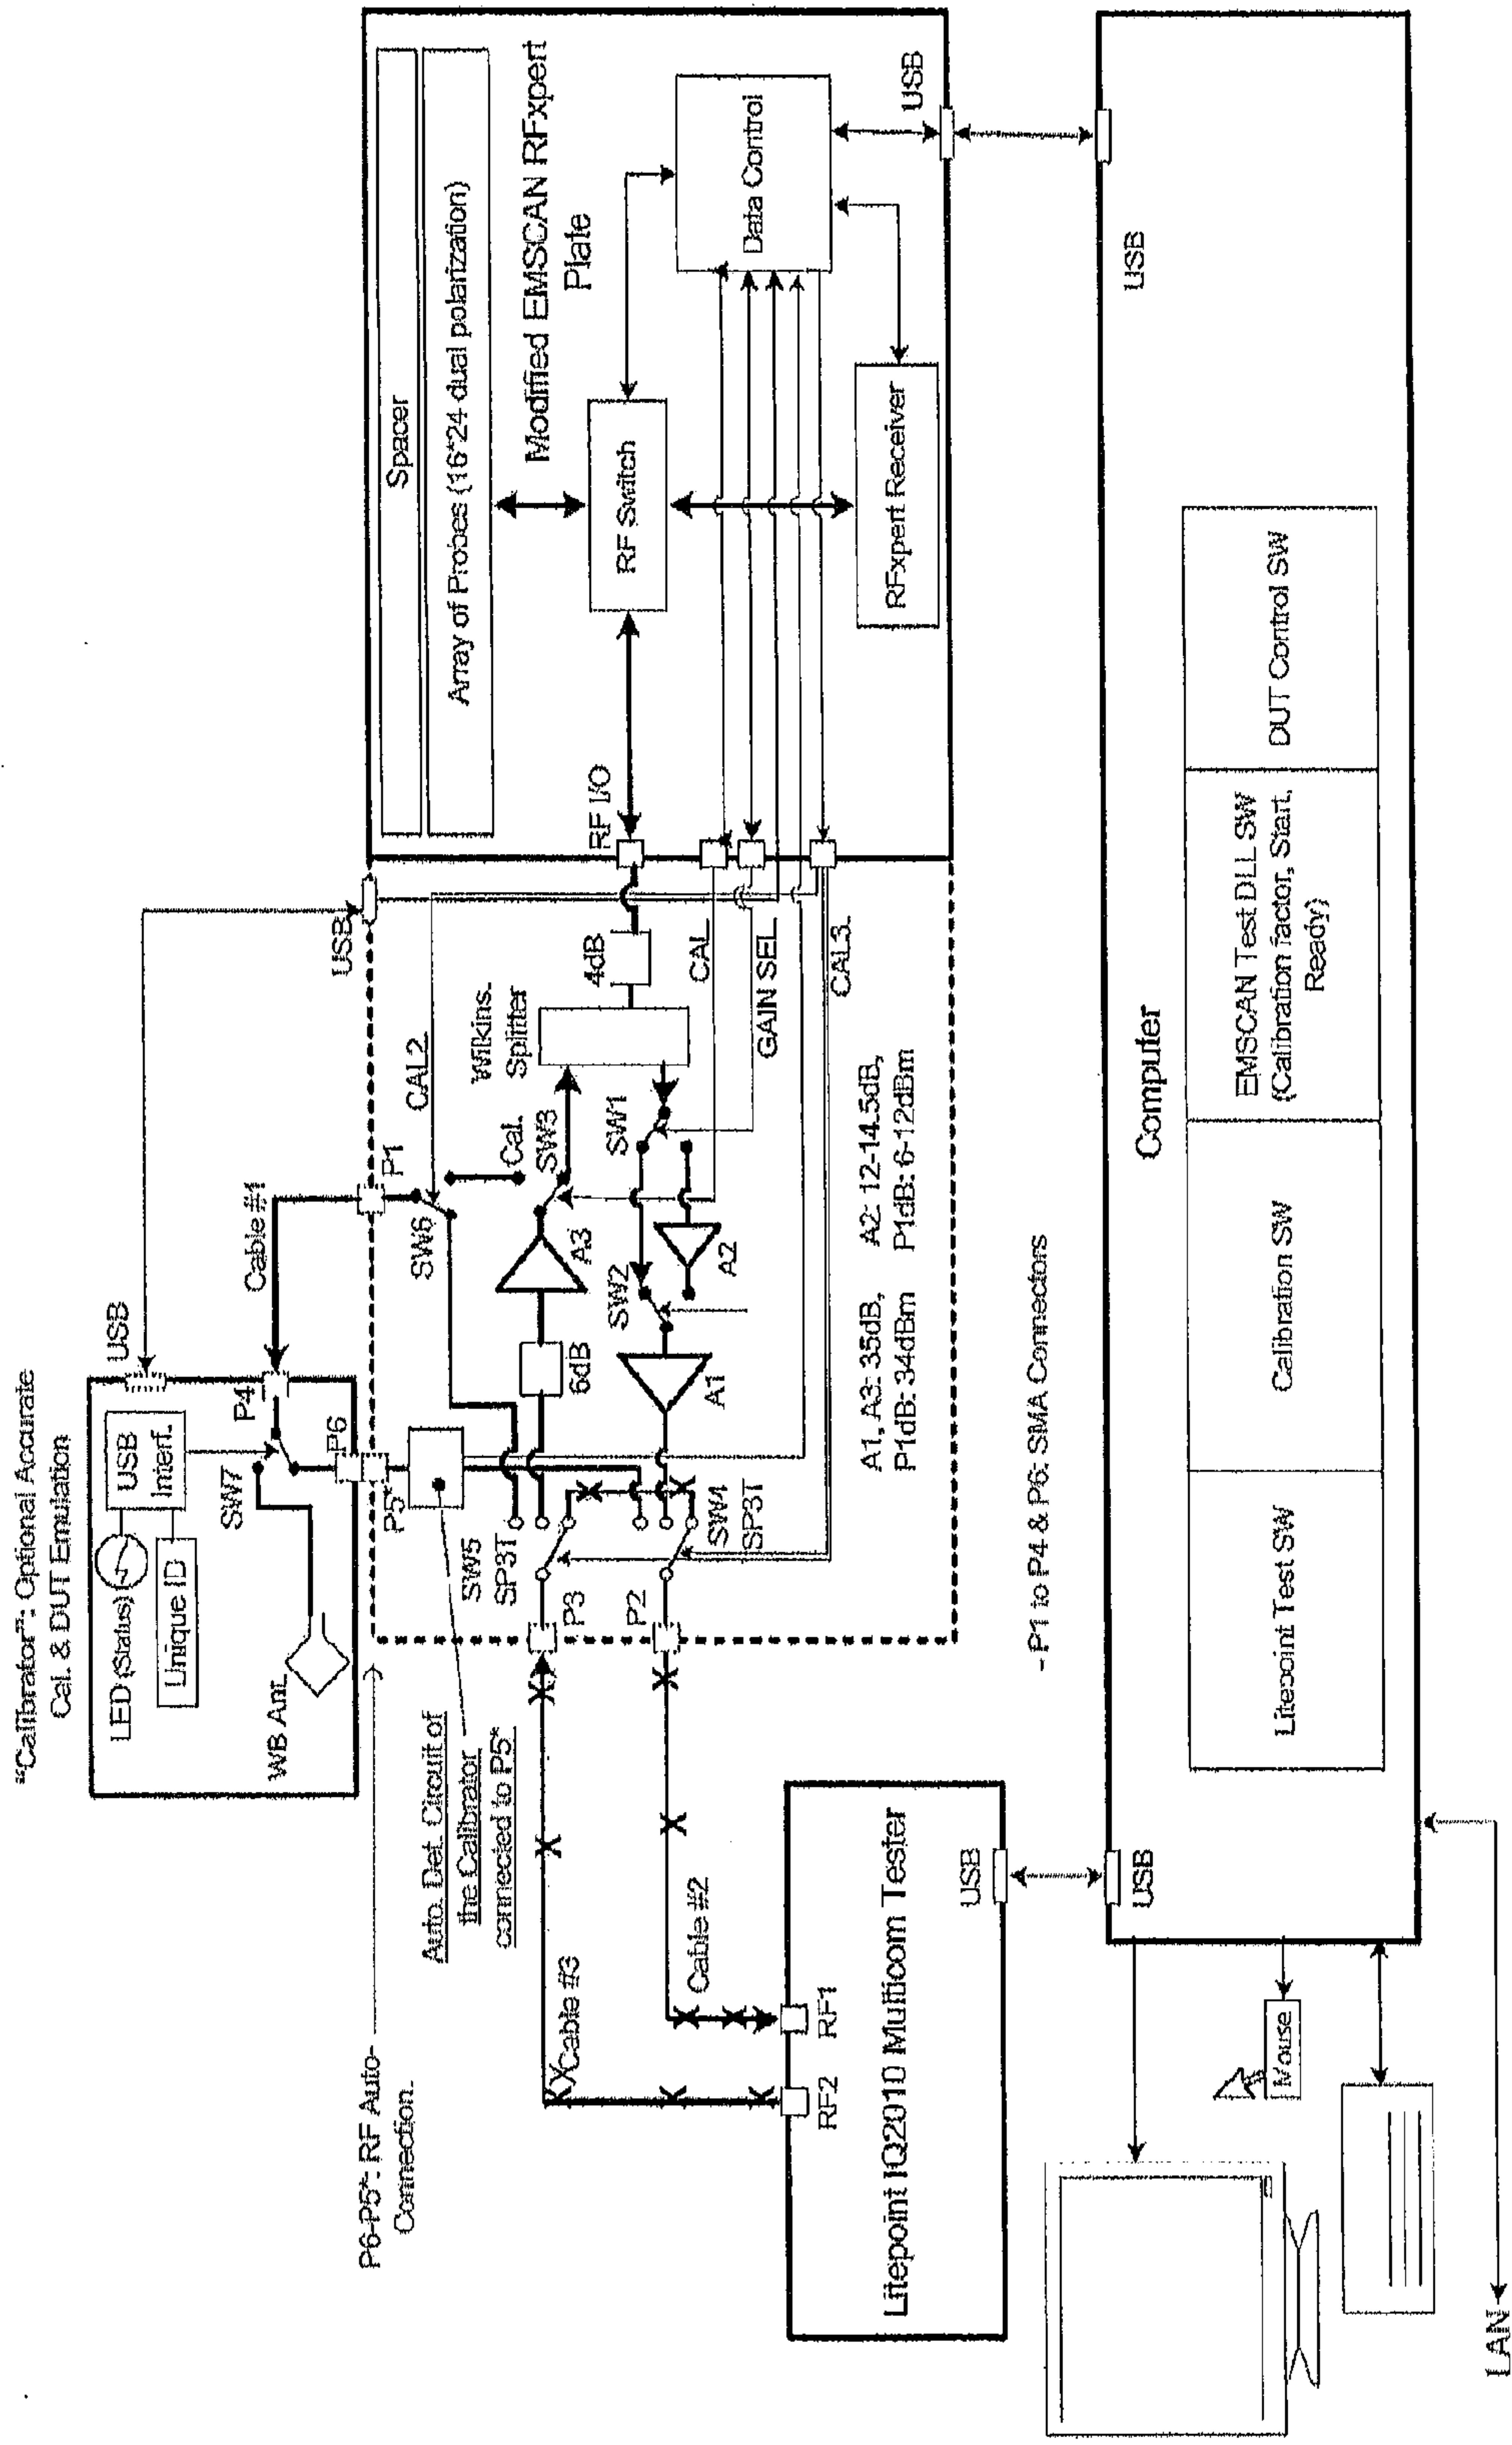 "Calibrator": Optional Accurate
Cal. & DUT Emulation
LED (Status)
Unique ID
USB
Interf.
USB
P4
P6
SW7
WB Ant.
Cable #1
USB
P1
CAL2
SW6
Cal.
SW3
Wilkins.
Splitter
4dB
RF I/O
P5*
6dB
A3
SW1
SW2
A2
A1
CAL
GAIN SEL
CAL3
SW5
SP3T
SW4
SP3T
P3
P2
A1, A3: 35dB,
P1dB: 34dBm
A2: 12-14.5dB,
P1dB: 6-12dBm
Spacer
Array of Probes (16*24 dual polarization)
Modified EMSCAN RFxpert
Plate
RF Switch
Data Control
RFxpert Receiver
USB
P6-P5*: RF Auto-
Connection.
Auto. Det. Circuit of
the Calibrator
connected to P5*
Cable #3
Cable #2
RF2
RF1
Litepoint IQ2010 Multicom Tester
USB
- P1 to P4 & P6: SMA Connectors
USB
USB
Computer
Litepoint Test SW
Calibration SW
EMSCAN Test DLL SW
(Calibration factor, Start,
Ready)
DUT Control SW
Mouse
LAN